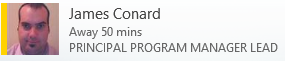 James Conard
Away 50 mins
PRINCIPAL PROGRAM MANAGER LEAD